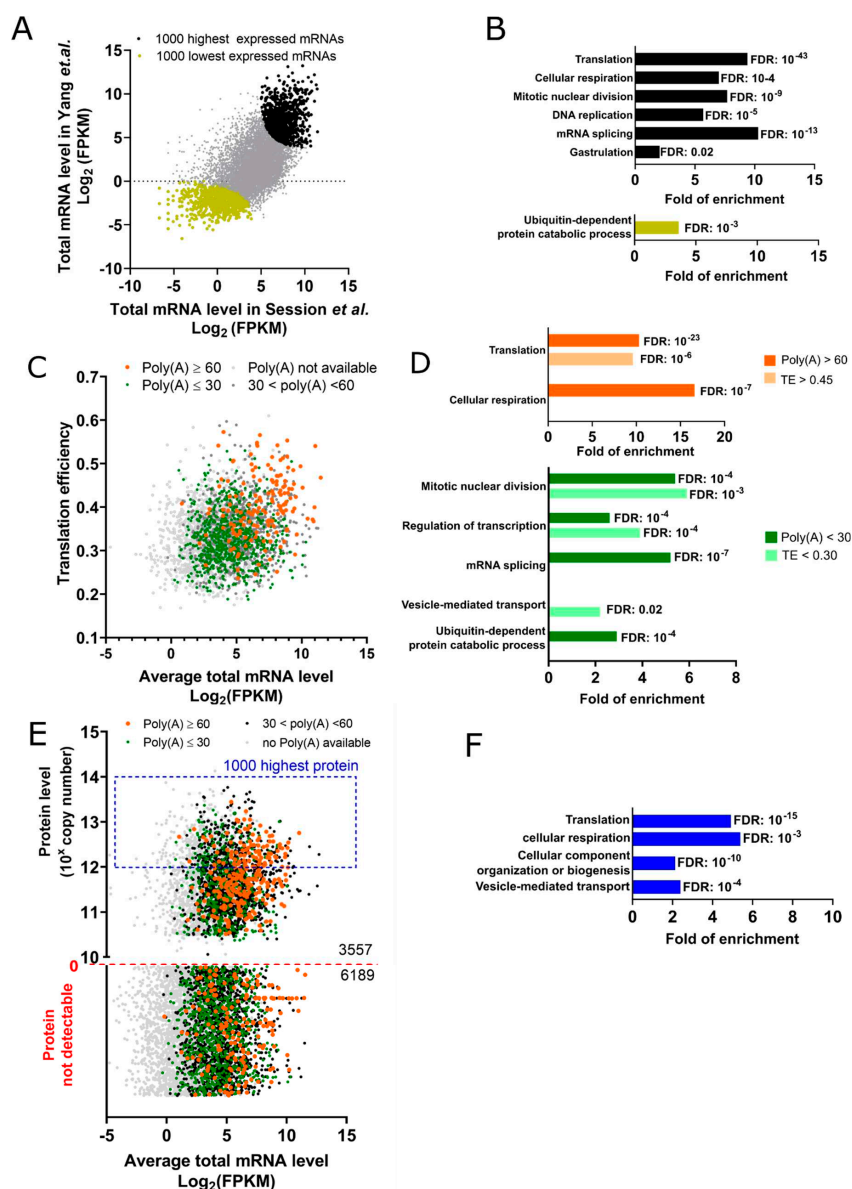 A
1000 highest expressed mRNAs
1000 lowest expressed mRNAs
Total mRNA level in Yang et.al.
Log2 (FPKM)
15
10
5
0
-5
-10
-10
-5
0
5
10
15
Total mRNA level in Session et al.
Log2 (FPKM)
B
Translation
FDR: 10-43
Cellular respiration
FDR: 10-4
Mitotic nuclear division
FDR: 10-9
DNA replication
FDR: 10-5
mRNA splicing
FDR: 10-13
Gastrulation
FDR: 0.02
0
5
10
15
Fold of enrichment
Ubiquitin-dependent
protein catabolic process
FDR: 10-3
0
5
10
15
Fold of enrichment
C
Poly(A) ≥ 60
Poly(A) not available
Poly(A) ≤ 30
30 < poly(A) <60
Translation efficiency
0.7
0.6
0.5
0.4
0.3
0.2
0.1
-5
0
5
10
15
Average total mRNA level
Log2(FPKM)
D
Translation
FDR: 10-23
FDR: 10-6
Cellular respiration
FDR: 10-7
Poly(A) > 60
TE > 0.45
0
5
10
15
20
Fold of enrichment
Mitotic nuclear division
FDR: 10-4
FDR: 10-3
Regulation of transcription
FDR: 10-4
FDR: 10-4
mRNA splicing
FDR: 10-7
Vesicle-mediated transport
FDR: 0.02
Ubiquitin-dependent
protein catabolic process
FDR: 10-4
Poly(A) < 30
TE < 0.30
0
2
4
6
8
Fold of enrichment
E
Poly(A) ≥ 60
30 < poly(A) <60
Poly(A) ≤ 30
no Poly(A) available
1000 highest protein
Protein level
(10x copy number)
15
14
13
12
11
10
0
3557
6189
Protein
not detectable
-5
0
5
10
15
Average total mRNA level
Log2(FPKM)
F
Translation
FDR: 10-15
cellular respiration
FDR: 10-3
Cellular component
organization or biogenesis
FDR: 10-10
Vesicle-mediated transport
FDR: 10-4
0
2
4
6
8
10
Fold of enrichment